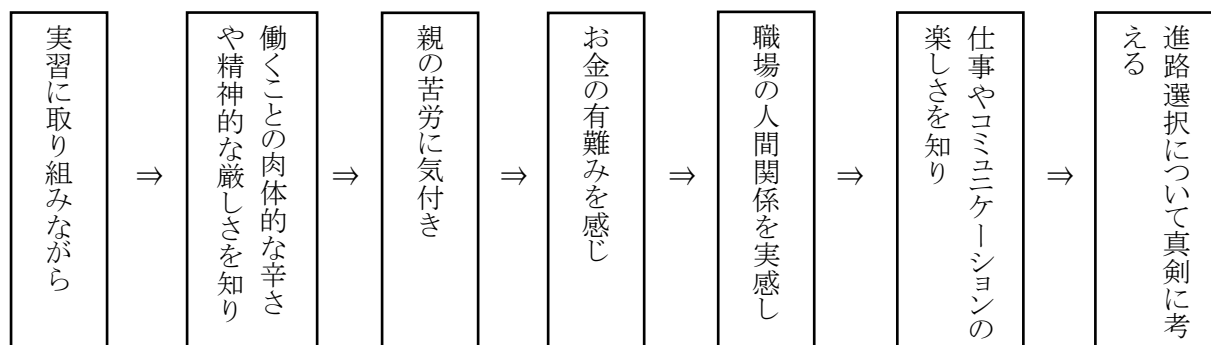 実習に取り組みながら
⇒
働くことの肉体的な辛さ
や精神的な厳しさを知り
⇒
親の苦労に気付き
⇒
お金の有難みを感じ
⇒
職場の人間関係を実感し
⇒
仕事やコミュニケーションの
楽しさを知り
⇒
進路選択について真剣に考
える